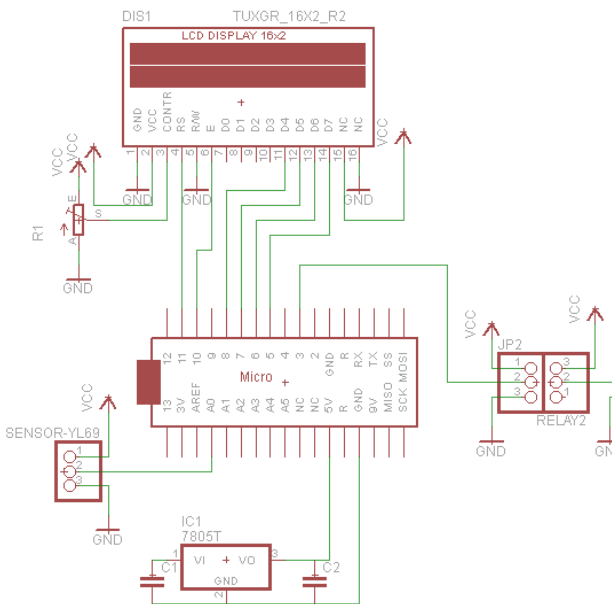 DIS1 TUXGR_16X2_R2
LCD DISPLAY 16x2
GND VCC CONTR RS R/W E D0 D1 D2 D3 D4 D5 D6 D7 NC NC
1 2 3 4 5 6 7 8 9 10 11 12 13 14 15 16
VCC
VCC
VCC
GND GND GND
E
S
A
R1
GND
12 11 10 9 8 7 6 5 4 3 2 R GND RX TX SS MOSI
Micro
13 3V AREF A0 A1 A2 A3 A4 A5 NC NC 5V R GND 9V MISO SCK
VCC
VCC
JP2
1 3
2 2
3 1
RELAY2
GND
VCC
SENSOR-YL69
1
2
3
GND
IC1
7805T
1 VI VO 3
GND
2
C1 C2